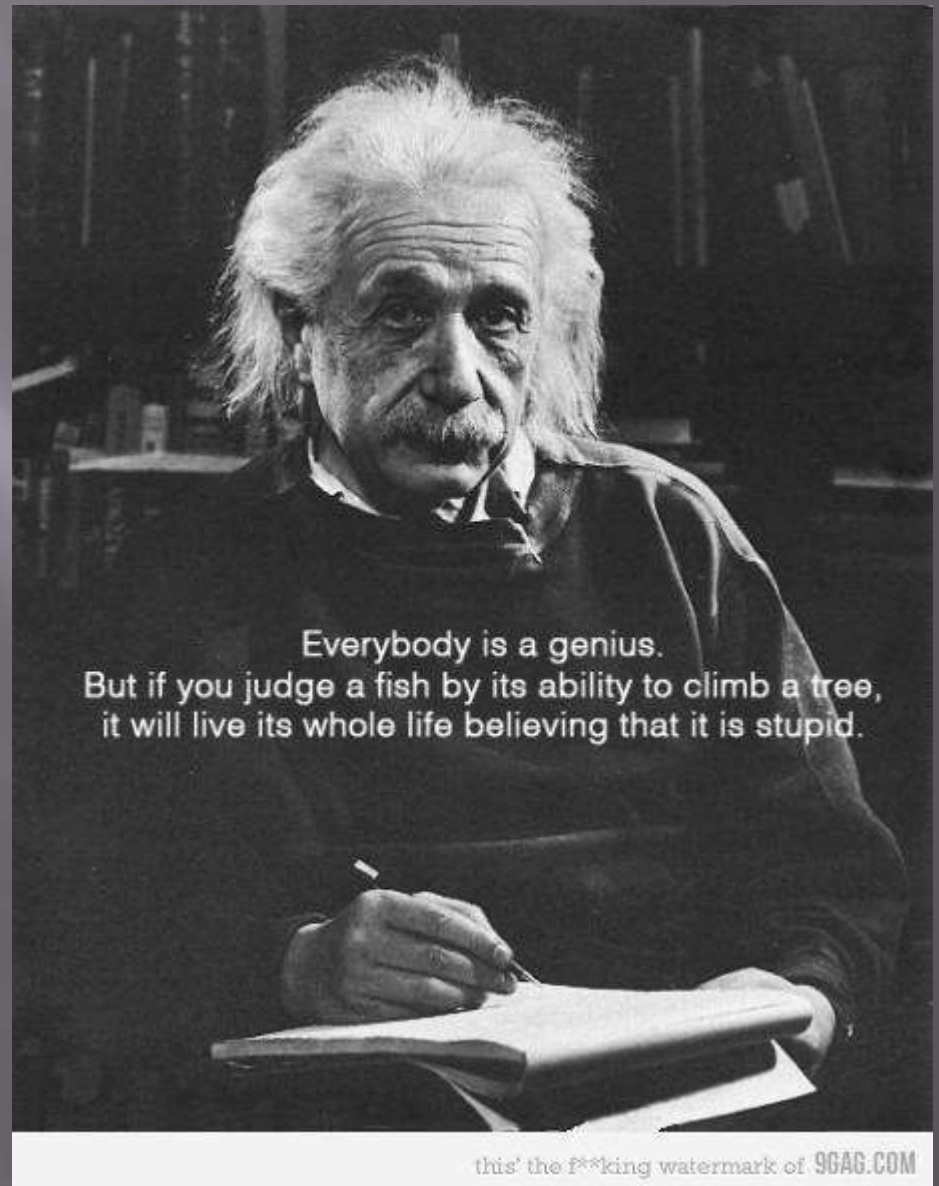 Everybody is a genius.
But if you judge a fish by its ability to climb a tree,
it will live its whole life believing that it is stupid.
this' the f**king watermark of 9GAG.COM